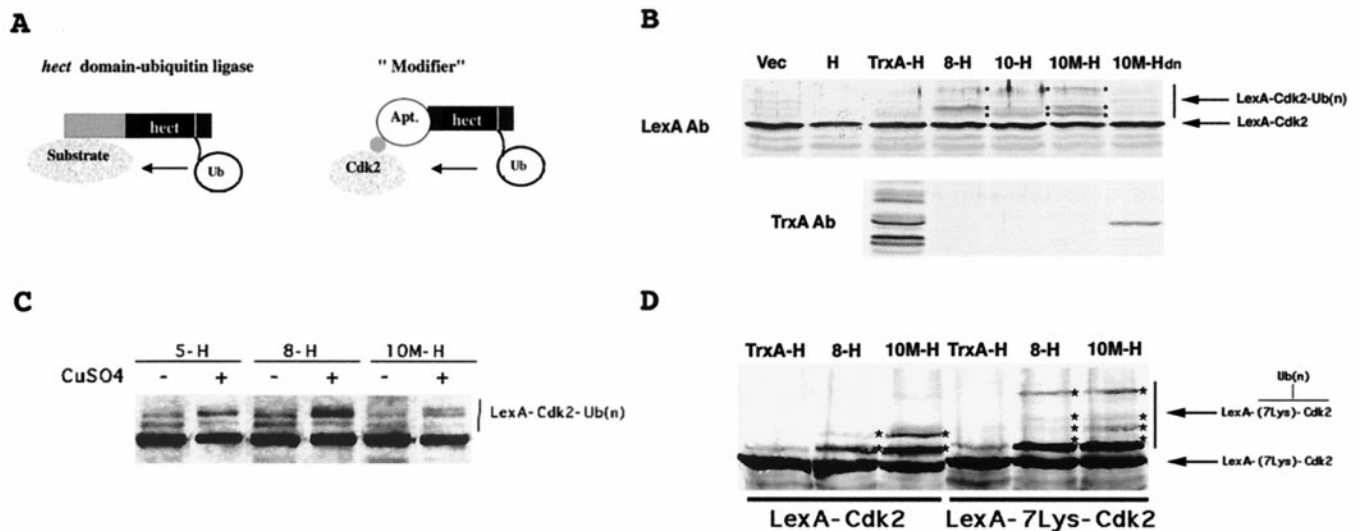 A
hect domain-ubiquitin ligase
hect
Substrate
Ub
" Modifier"
Apt.
hect
Cdk2
Ub
B
Vec H TrxA-H 8-H 10-H 10M-H 10M-Hdn
LexA Ab
LexA-Cdk2-Ub(n)
LexA-Cdk2
TrxA Ab
C
5-H 8-H 10M-H
CuSO4 - + - + - +
LexA-Cdk2-Ub(n)
D
TrxA-H 8-H 10M-H TrxA-H 8-H 10M-H
Ub(n)
LexA-(7Lys)-Cdk2
LexA-(7Lys)-Cdk2
LexA-Cdk2 LexA-7Lys-Cdk2